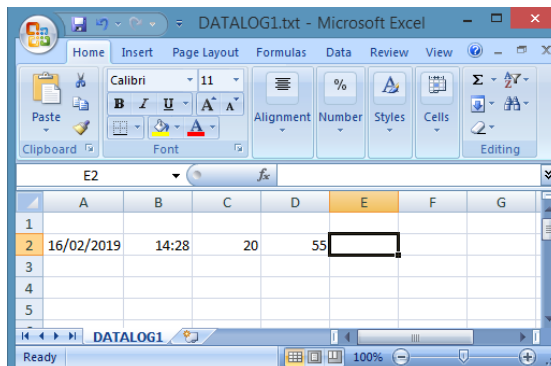 DATALOG1.txt - Microsoft Excel
Home Insert Page Layout Formulas Data Review View
Calibri 11
Paste
B I U A A
A
Alignment Number Styles Cells
%
A
Σ
Clipboard Font Editing
E2 fx
A B C D E F G
1
2 16/02/2019 14:28 20 55
3
4
5
DATALOG1
Ready 100%